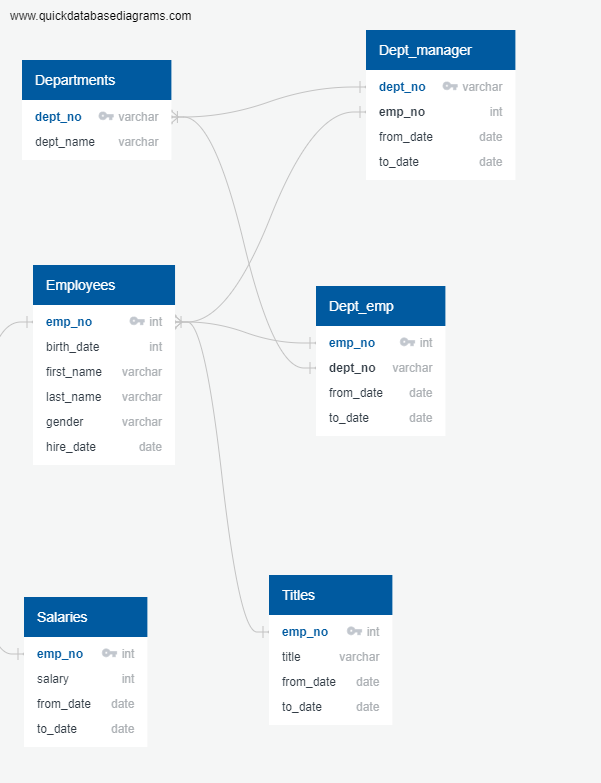 www.quickdatabasediagrams.com
Departments
dept_no varchar
dept_name varchar
Dept_manager
dept_no varchar
emp_no int
from_date date
to_date date
Employees
emp_no int
birth_date int
first_name varchar
last_name varchar
gender varchar
hire_date date
Dept_emp
emp_no int
dept_no varchar
from_date date
to_date date
Salaries
emp_no int
salary int
from_date date
to_date date
Titles
emp_no int
title varchar
from_date date
to_date date